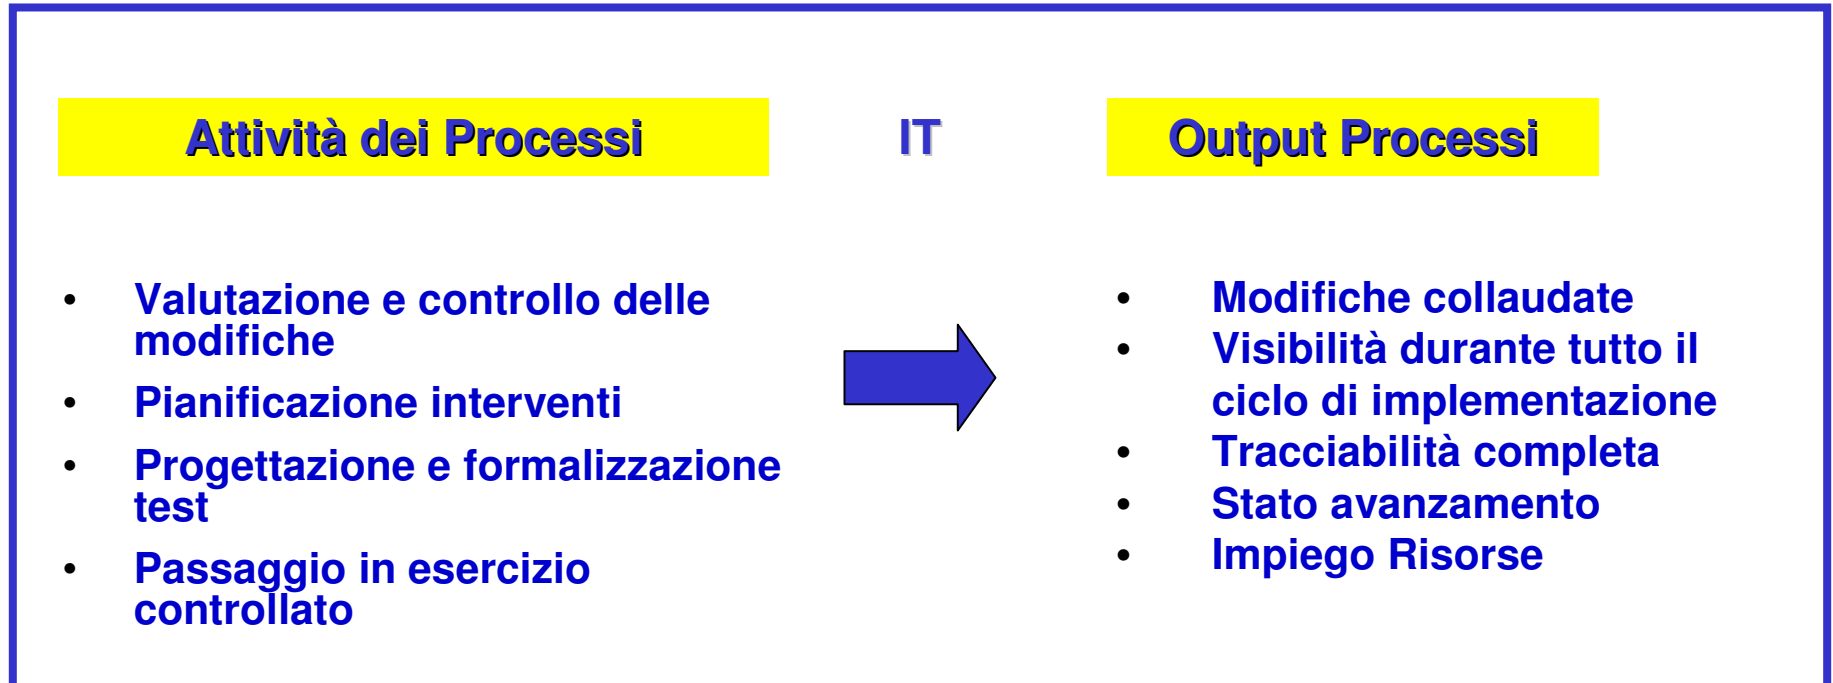 Attività dei Processi
IT
Output Processi
• Valutazione e controllo delle
modifiche
• Pianificazione interventi
• Progettazione e formalizzazione
test
• Passaggio in esercizio
controllato
• Modifiche collaudate
• Visibilità durante tutto il
ciclo di implementazione
• Tracciabilità completa
• Stato avanzamento
• Impiego Risorse